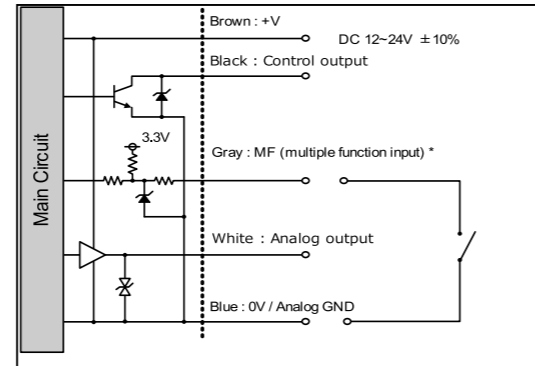 Brown : +V
DC 12~24V ±10%
Black : Control output
3.3V
Gray : MF (multiple function input) *
Main Circuit
White : Analog output
Blue : 0V / Analog GND